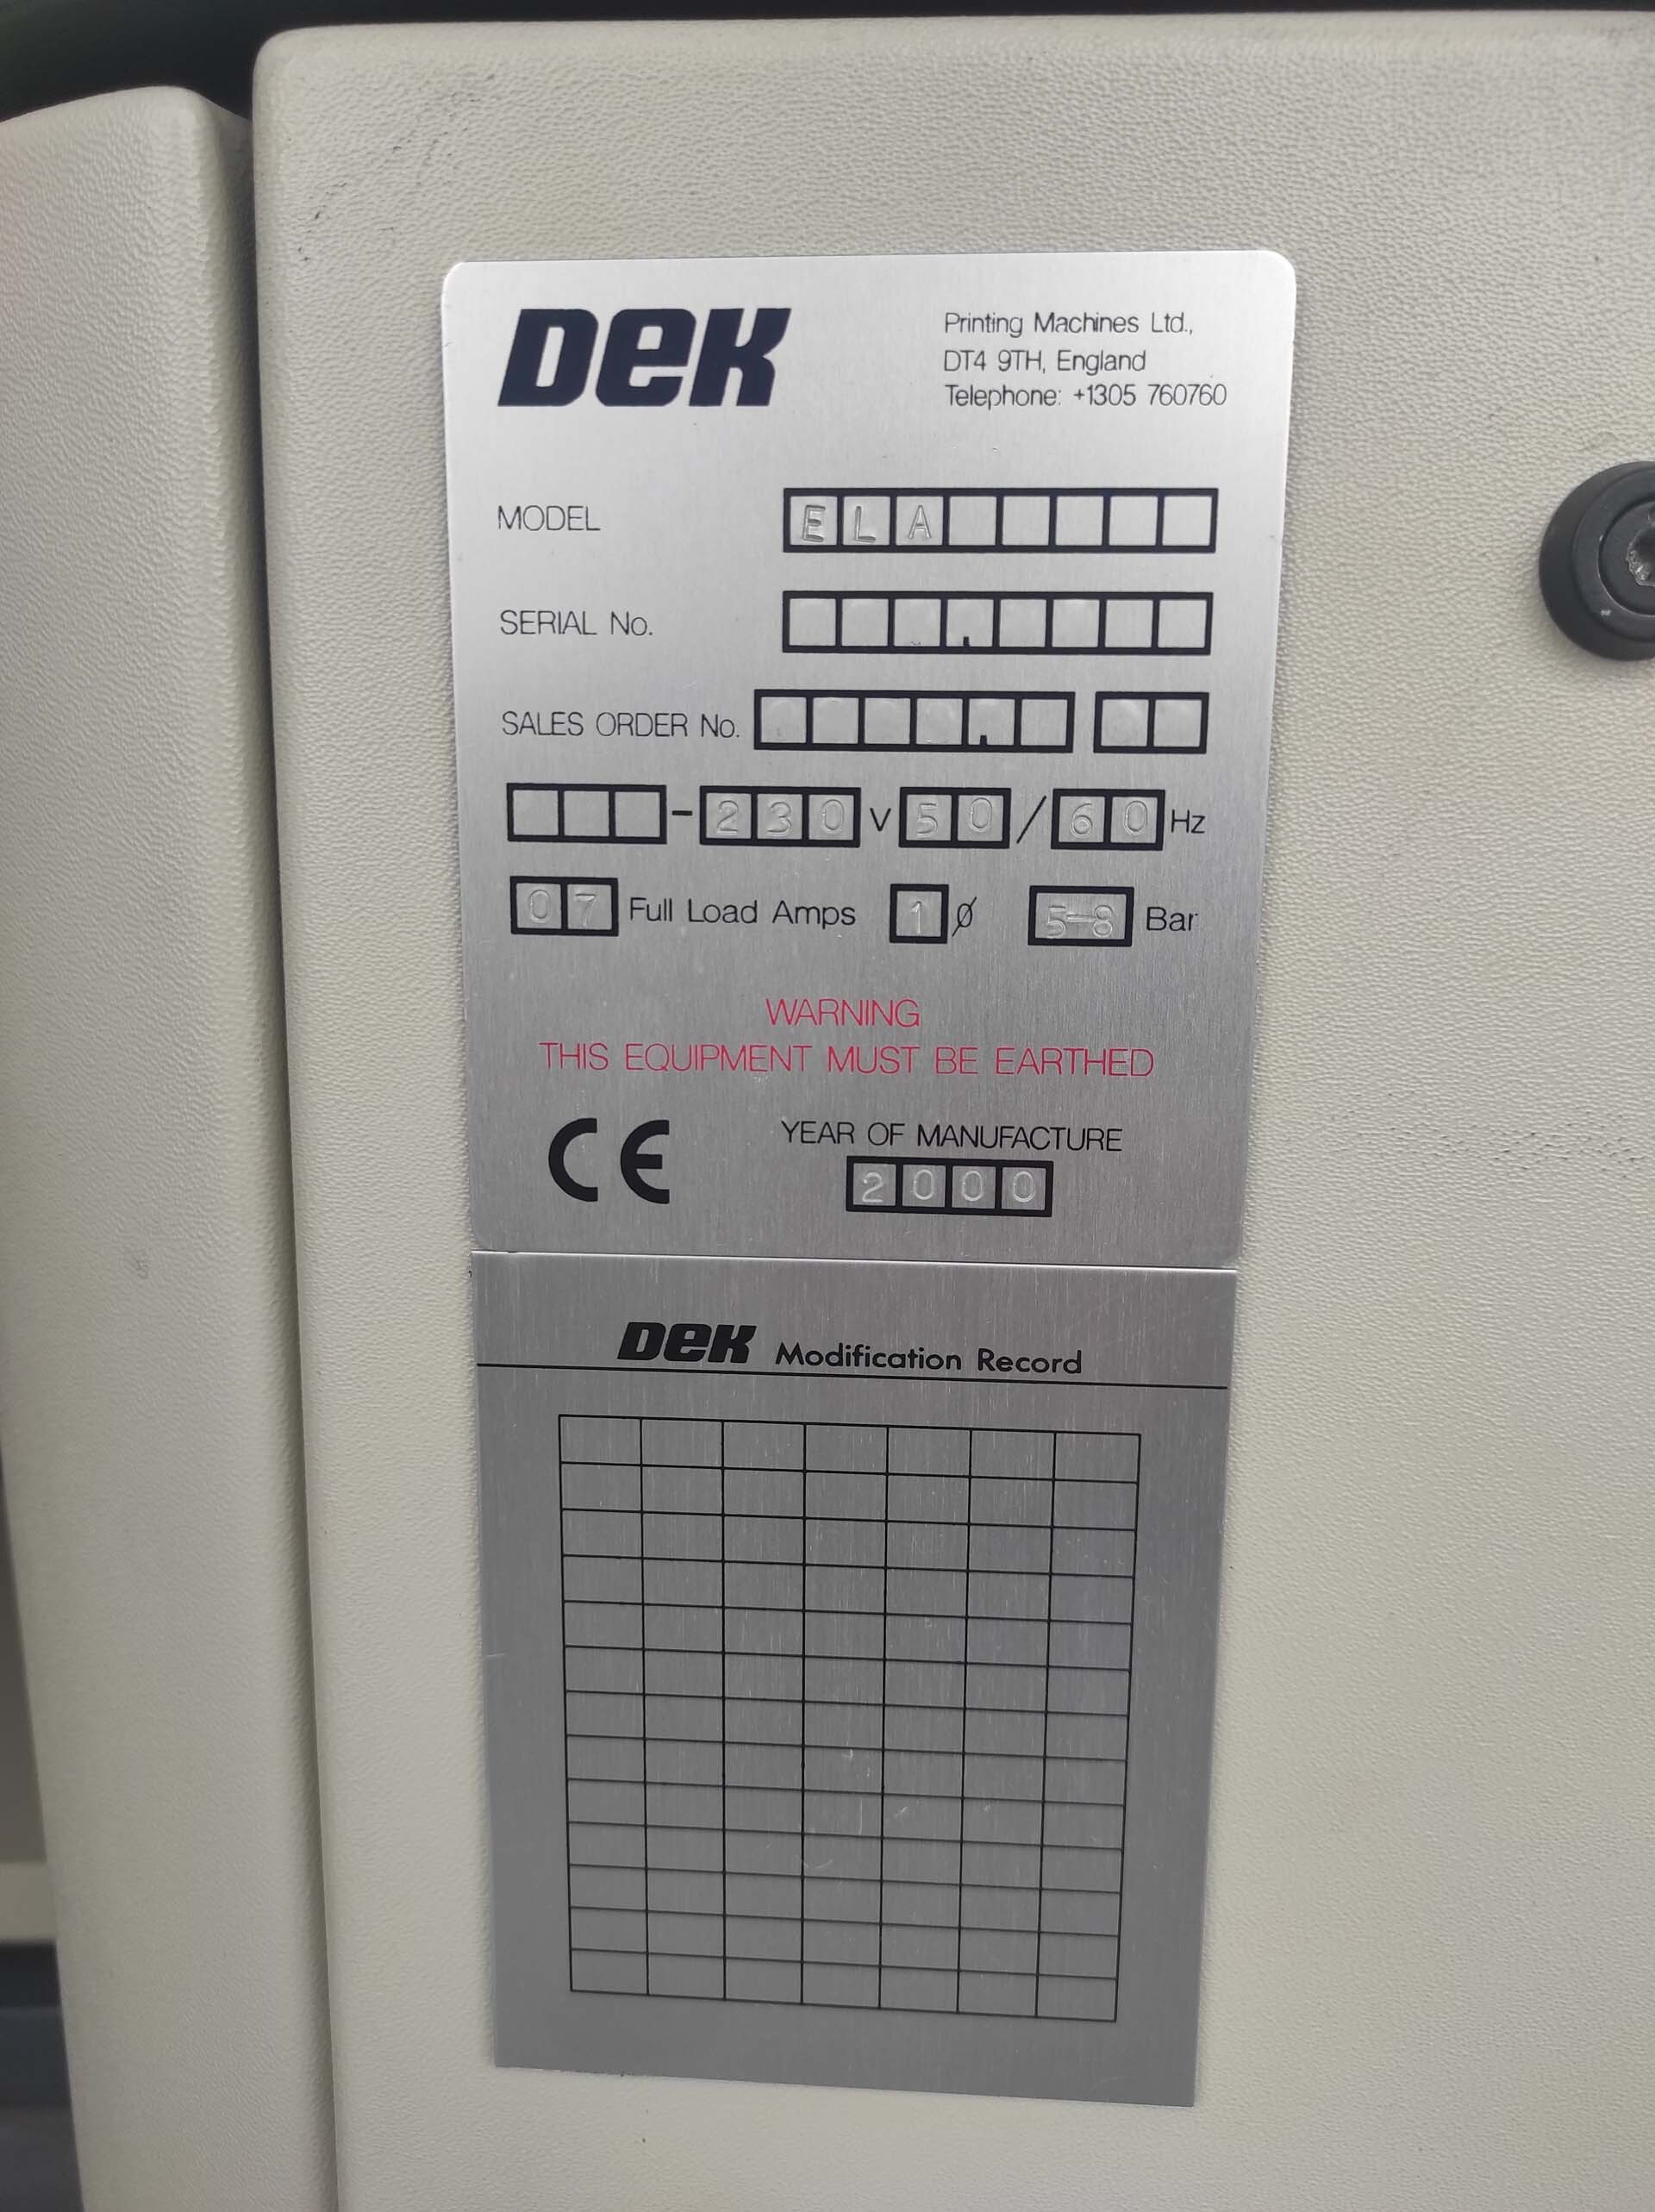 DEK
Printing Machines Ltd.,
DT4 9TH, England
Telephone: +1305 760760
MODEL ELA
SERIAL No.
SALES ORDER No.
-230 V 50/60 Hz
07 Full Load Amps 1ø 5-8 Bar
WARNING
THIS EQUIPMENT MUST BE EARTHED
CE
YEAR OF MANUFACTURE
2000
DEK Modification Record